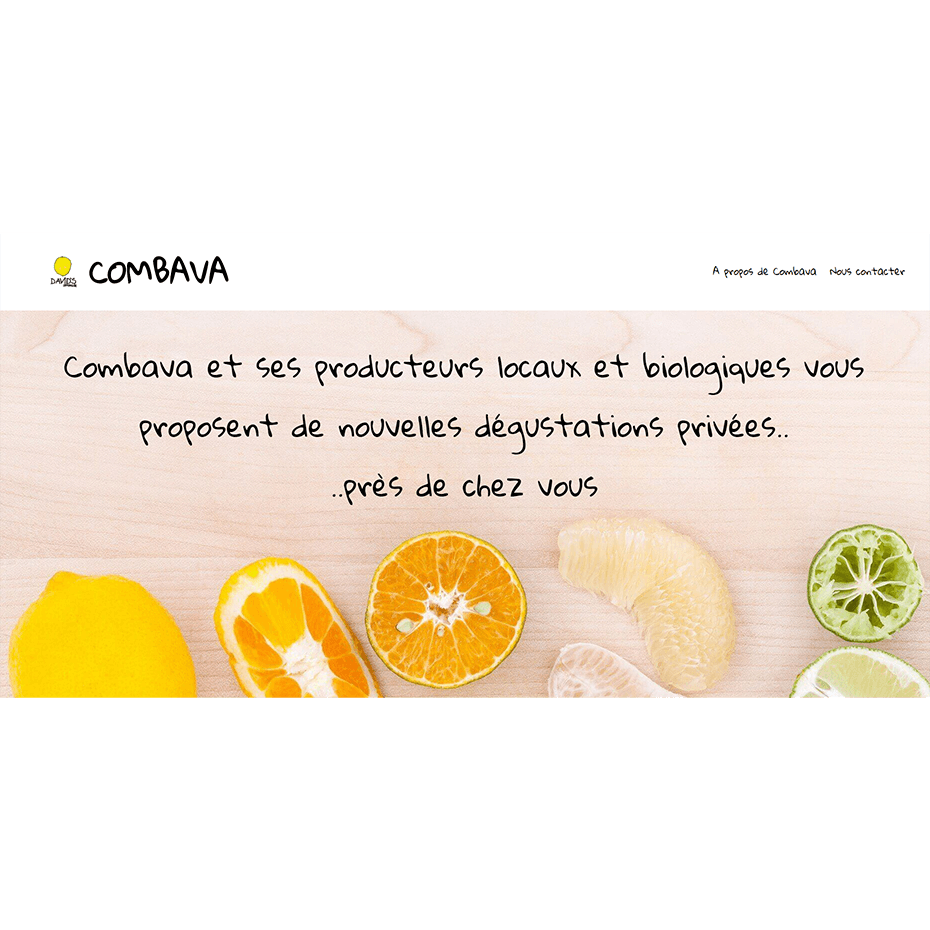 DAVIERS
COMBAVA
A propos de Combava Nous contacter
Combava et ses producteurs locaux et biologiques vous
proposent de nouvelles dégustations privées..
..près de chez vous